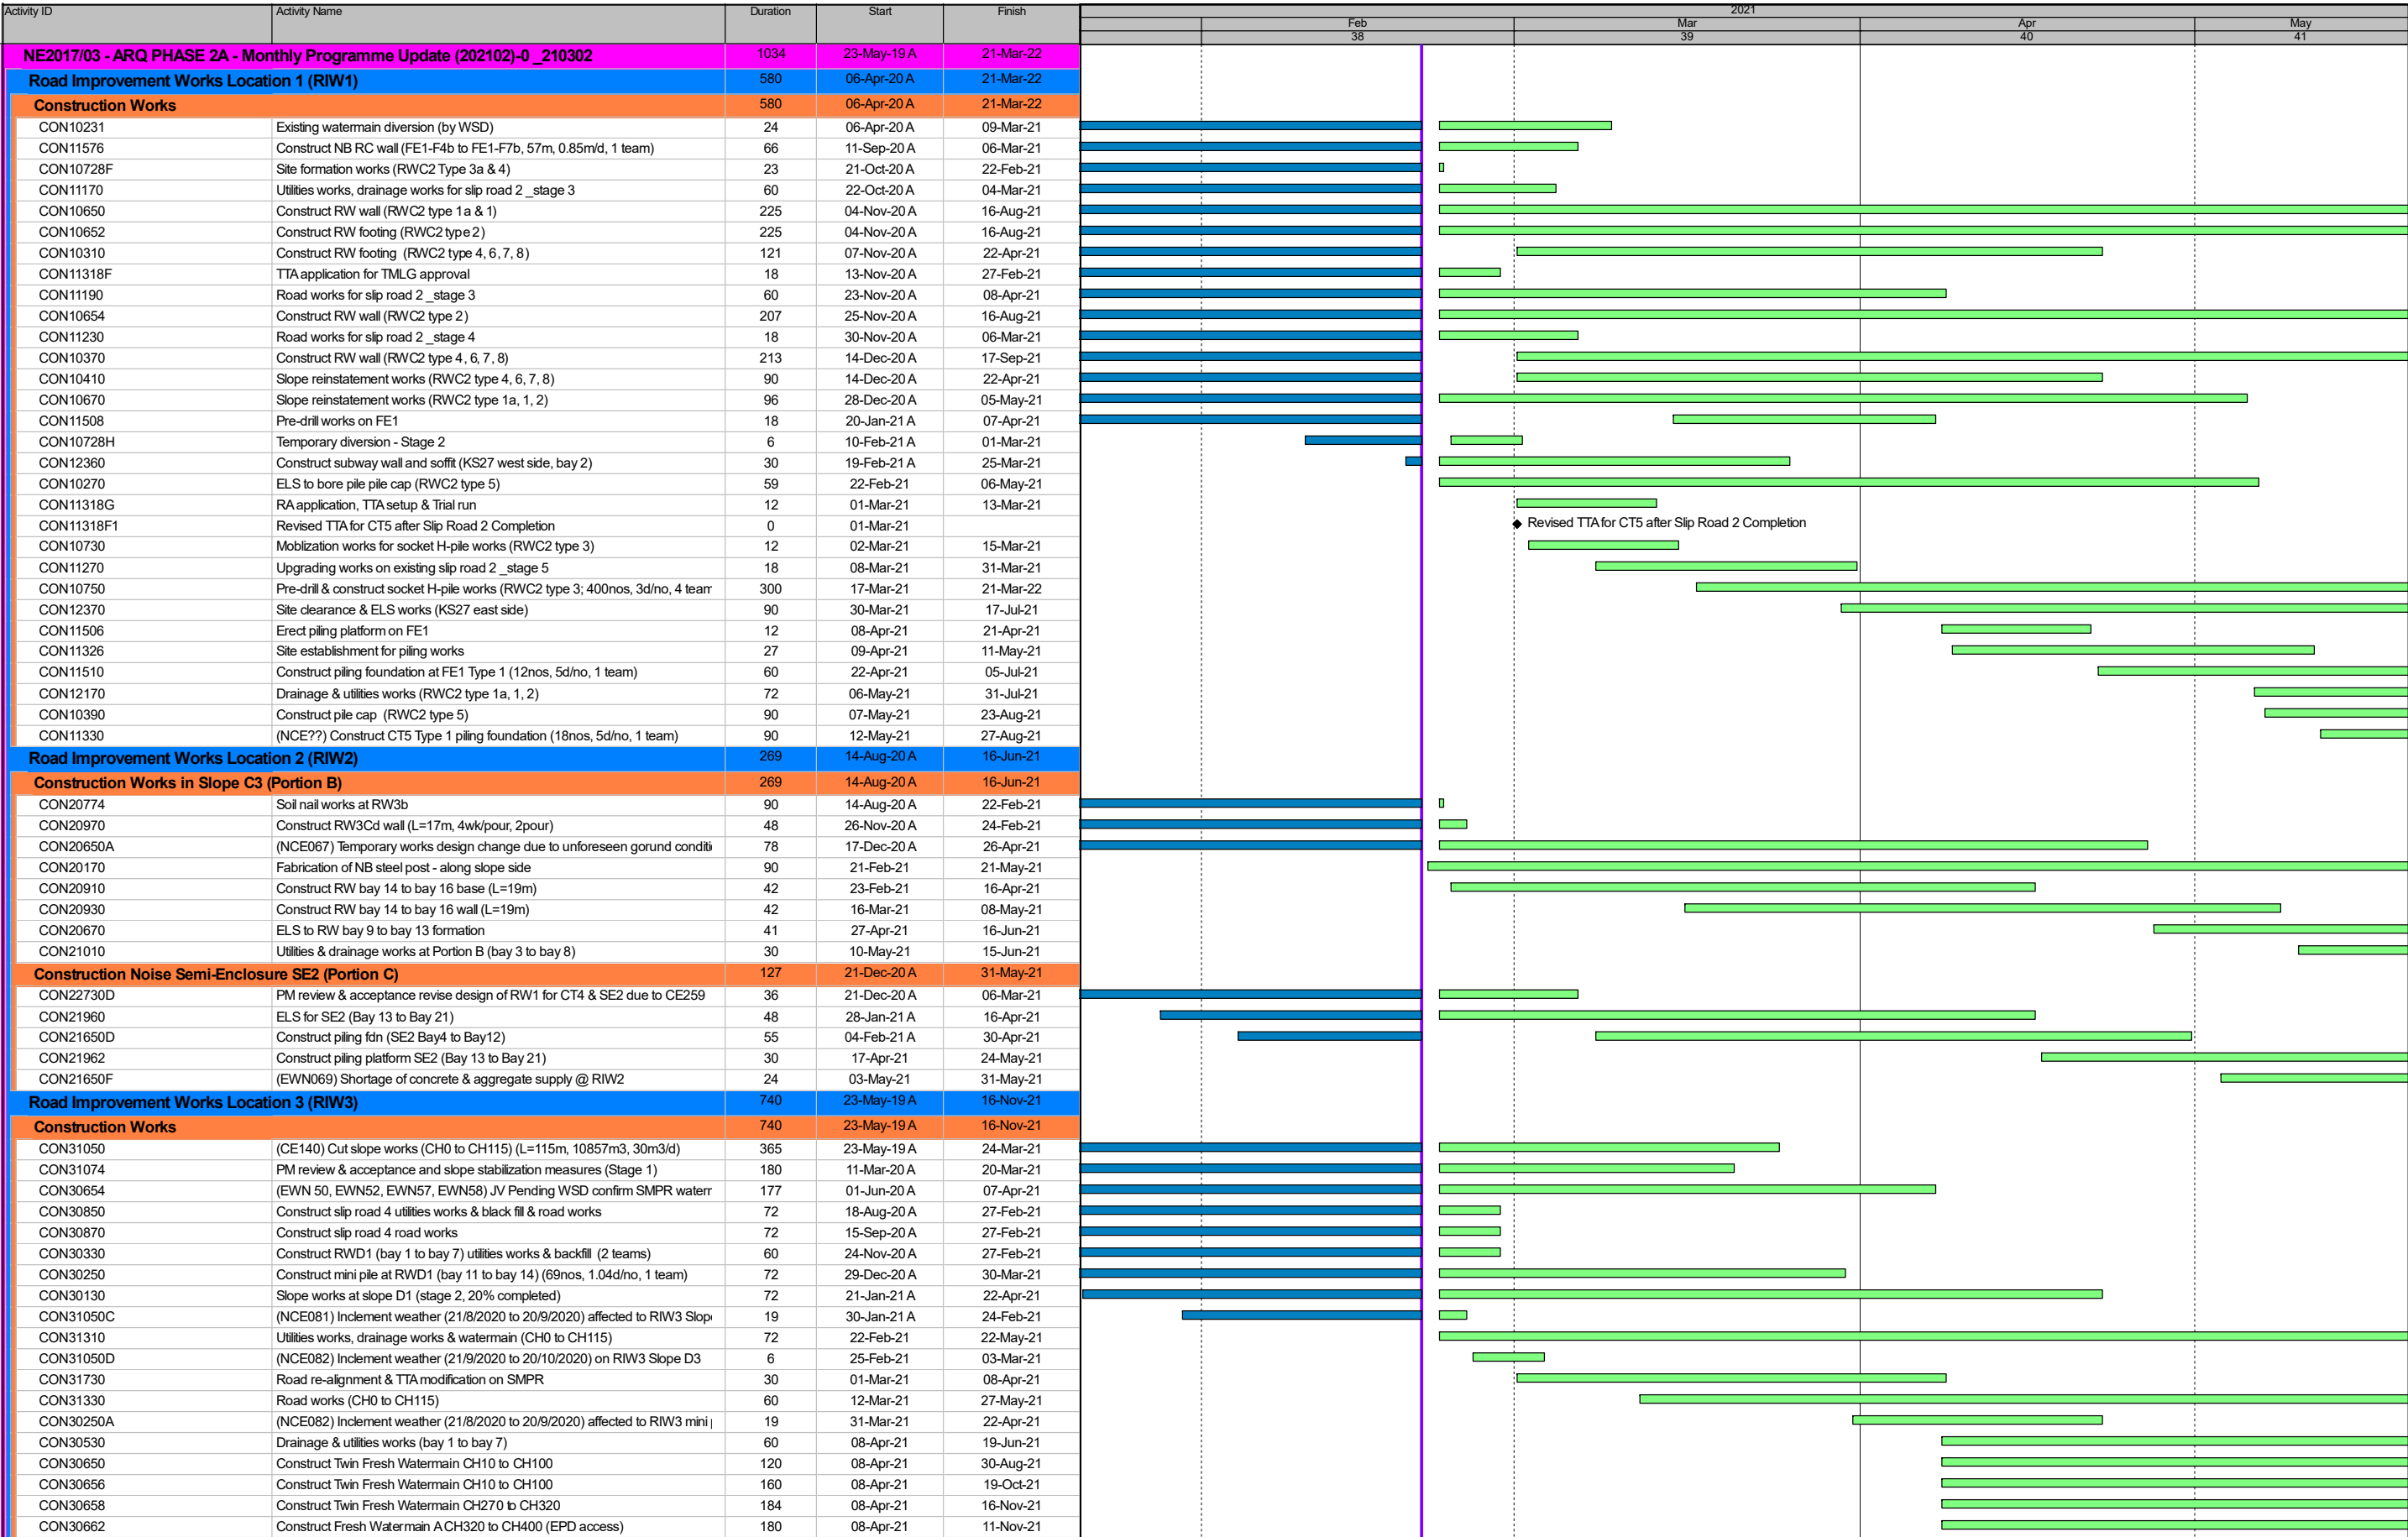 Activity ID Activity Name Duration Start Finish 2021
Feb Mar Apr May
38 39 40 41
NE2017/03 - ARQ PHASE 2A - Monthly Programme Update (202102)-0 _210302 1034 23-May-19 A 21-Mar-22
Road Improvement Works Location 1 (RIW1) 580 06-Apr-20 A 21-Mar-22
Construction Works 580 06-Apr-20 A 21-Mar-22
CON10231 Existing watermain diversion (by WSD) 24 06-Apr-20 A 09-Mar-21
CON11576 Construct NB RC wall (FE1-F4b to FE1-F7b, 57m, 0.85m/d, 1 team) 66 11-Sep-20 A 06-Mar-21
CON10728F Site formation works (RWC2 Type 3a & 4) 23 21-Oct-20 A 22-Feb-21
CON11170 Utilities works, drainage works for slip road 2 _stage 3 60 22-Oct-20 A 04-Mar-21
CON10650 Construct RW wall (RWC2 type 1a & 1) 225 04-Nov-20 A 16-Aug-21
CON10652 Construct RW footing (RWC2 type 2) 225 04-Nov-20 A 16-Aug-21
CON10310 Construct RW footing (RWC2 type 4, 6, 7, 8) 121 07-Nov-20 A 22-Apr-21
CON11318F TTA application for TMLG approval 18 13-Nov-20 A 27-Feb-21
CON11190 Road works for slip road 2 _stage 3 60 23-Nov-20 A 08-Apr-21
CON10654 Construct RW wall (RWC2 type 2) 207 25-Nov-20 A 16-Aug-21
CON11230 Road works for slip road 2 _stage 4 18 30-Nov-20 A 06-Mar-21
CON10370 Construct RW wall (RWC2 type 4, 6, 7, 8) 213 14-Dec-20 A 17-Sep-21
CON10410 Slope reinstatement works (RWC2 type 4, 6, 7, 8) 90 14-Dec-20 A 22-Apr-21
CON10670 Slope reinstatement works (RWC2 type 1a, 1, 2) 96 28-Dec-20 A 05-May-21
CON11508 Pre-drill works on FE1 18 20-Jan-21 A 07-Apr-21
CON10728H Temporary diversion - Stage 2 6 10-Feb-21 A 01-Mar-21
CON12360 Construct subway wall and soffit (KS27 west side, bay 2) 30 19-Feb-21 A 25-Mar-21
CON10270 ELS to bore pile pile cap (RWC2 type 5) 59 22-Feb-21 06-May-21
CON11318G RA application, TTA setup & Trial run 12 01-Mar-21 13-Mar-21
CON11318F1 Revised TTA for CT5 after Slip Road 2 Completion 0 01-Mar-21 Revised TTA for CT5 after Slip Road 2 Completion
CON10730 Moblization works for socket H-pile works (RWC2 type 3) 12 02-Mar-21 15-Mar-21
CON11270 Upgrading works on existing slip road 2 _stage 5 18 08-Mar-21 31-Mar-21
CON10750 Pre-drill & construct socket H-pile works (RWC2 type 3; 400nos, 3d/no, 4 team 300 17-Mar-21 21-Mar-22
CON12370 Site clearance & ELS works (KS27 east side) 90 30-Mar-21 17-Jul-21
CON11506 Erect piling platform on FE1 12 08-Apr-21 21-Apr-21
CON11326 Site establishment for piling works 27 09-Apr-21 11-May-21
CON11510 Construct piling foundation at FE1 Type 1 (12nos, 5d/no, 1 team) 60 22-Apr-21 05-Jul-21
CON12170 Drainage & utilities works (RWC2 type 1a, 1, 2) 72 06-May-21 31-Jul-21
CON10390 Construct pile cap (RWC2 type 5) 90 07-May-21 23-Aug-21
CON11330 (NCE??) Construct CT5 Type 1 piling foundation (18nos, 5d/no, 1 team) 90 12-May-21 27-Aug-21
Road Improvement Works Location 2 (RIW2) 269 14-Aug-20 A 16-Jun-21
Construction Works in Slope C3 (Portion B) 269 14-Aug-20 A 16-Jun-21
CON20774 Soil nail works at RW3b 90 14-Aug-20 A 22-Feb-21
CON20970 Construct RW3Cd wall (L=17m, 4wk/pour, 2pour) 48 26-Nov-20 A 24-Feb-21
CON20650A (NCE067) Temporary works design change due to unforeseen gorund conditi 78 17-Dec-20 A 26-Apr-21
CON20170 Fabrication of NB steel post - along slope side 90 21-Feb-21 21-May-21
CON20910 Construct RW bay 14 to bay 16 base (L=19m) 42 23-Feb-21 16-Apr-21
CON20930 Construct RW bay 14 to bay 16 wall (L=19m) 42 16-Mar-21 08-May-21
CON20670 ELS to RW bay 9 to bay 13 formation 41 27-Apr-21 16-Jun-21
CON21010 Utilities & drainage works at Portion B (bay 3 to bay 8) 30 10-May-21 15-Jun-21
Construction Noise Semi-Enclosure SE2 (Portion C) 127 21-Dec-20 A 31-May-21
CON22730D PM review & acceptance revise design of RW1 for CT4 & SE2 due to CE259 36 21-Dec-20 A 06-Mar-21
CON21960 ELS for SE2 (Bay 13 to Bay 21) 48 28-Jan-21 A 16-Apr-21
CON21650D Construct piling fdn (SE2 Bay4 to Bay12) 55 04-Feb-21 A 30-Apr-21
CON21962 Construct piling platform SE2 (Bay 13 to Bay 21) 30 17-Apr-21 24-May-21
CON21650F (EWN069) Shortage of concrete & aggregate supply @ RIW2 24 03-May-21 31-May-21
Road Improvement Works Location 3 (RIW3) 740 23-May-19 A 16-Nov-21
Construction Works 740 23-May-19 A 16-Nov-21
CON31050 (CE140) Cut slope works (CH0 to CH115) (L=115m, 10857m3, 30m3/d) 365 23-May-19 A 24-Mar-21
CON31074 PM review & acceptance and slope stabilization measures (Stage 1) 180 11-Mar-20 A 20-Mar-21
CON30654 (EWN 50, EWN52, EWN57, EWN58) JV Pending WSD confirm SMPR watern 177 01-Jun-20 A 07-Apr-21
CON30850 Construct slip road 4 utilities works & black fill & road works 72 18-Aug-20 A 27-Feb-21
CON30870 Construct slip road 4 road works 72 15-Sep-20 A 27-Feb-21
CON30330 Construct RWD1 (bay 1 to bay 7) utilities works & backfill (2 teams) 60 24-Nov-20 A 27-Feb-21
CON30250 Construct mini pile at RWD1 (bay 11 to bay 14) (69nos, 1.04d/no, 1 team) 72 29-Dec-20 A 30-Mar-21
CON30130 Slope works at slope D1 (stage 2, 20% completed) 72 21-Jan-21 A 22-Apr-21
CON31050C (NCE081) Inclement weather (21/8/2020 to 20/9/2020) affected to RIW3 Slop 19 30-Jan-21 A 24-Feb-21
CON31310 Utilities works, drainage works & watermain (CH0 to CH115) 72 22-Feb-21 22-May-21
CON31050D (NCE082) Inclement weather (21/9/2020 to 20/10/2020) on RIW3 Slope D3 6 25-Feb-21 03-Mar-21
CON31730 Road re-alignment & TTA modification on SMPR 30 01-Mar-21 08-Apr-21
CON31330 Road works (CH0 to CH115) 60 12-Mar-21 27-May-21
CON30250A (NCE082) Inclement weather (21/8/2020 to 20/9/2020) affected to RIW3 mini 19 31-Mar-21 22-Apr-21
CON30530 Drainage & utilities works (bay 1 to bay 7) 60 08-Apr-21 19-Jun-21
CON30650 Construct Twin Fresh Watermain CH10 to CH100 120 08-Apr-21 30-Aug-21
CON30656 Construct Twin Fresh Watermain CH10 to CH100 160 08-Apr-21 19-Oct-21
CON30658 Construct Twin Fresh Watermain CH270 to CH320 184 08-Apr-21 16-Nov-21
CON30662 Construct Fresh Watermain A CH320 to CH400 (EPD access) 180 08-Apr-21 11-Nov-21